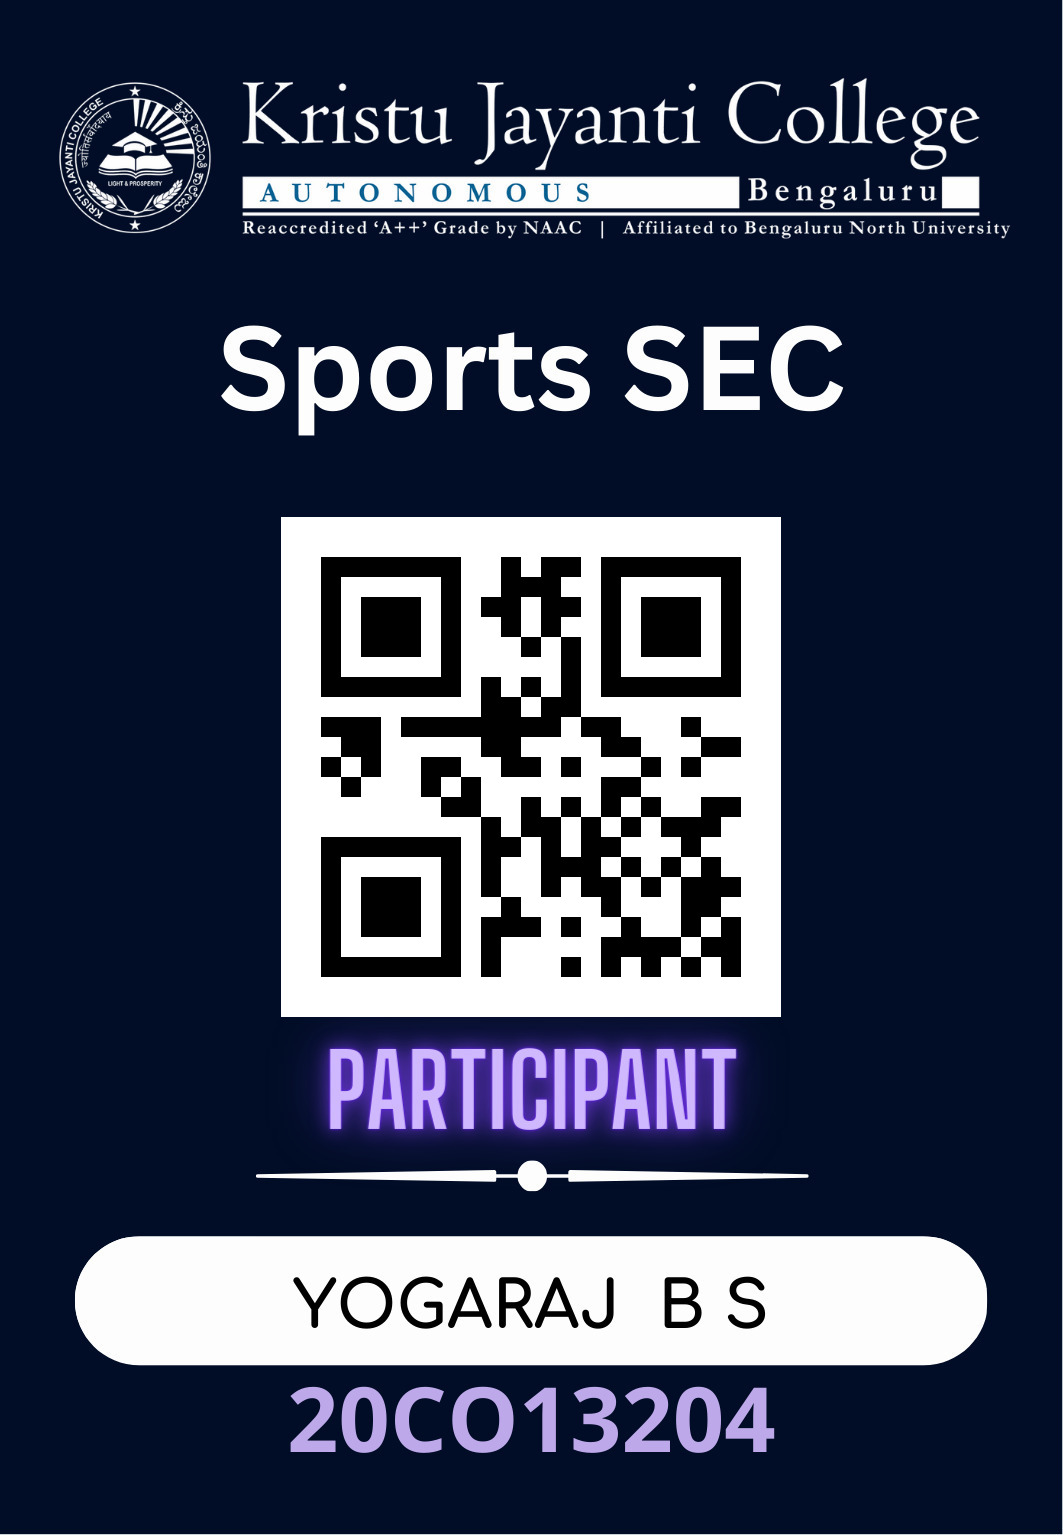 Kristu Jayanti College
AUTONOMOUS Bengaluru
Reaccredited ‘A++’ Grade by NAAC | Affiliated to Bengaluru North University
KRISTU JAYANTI COLLEGE
LIGHT & PROSPERITY
Sports SEC
PARTICIPANT
YOGARAJ B S
20CO13204